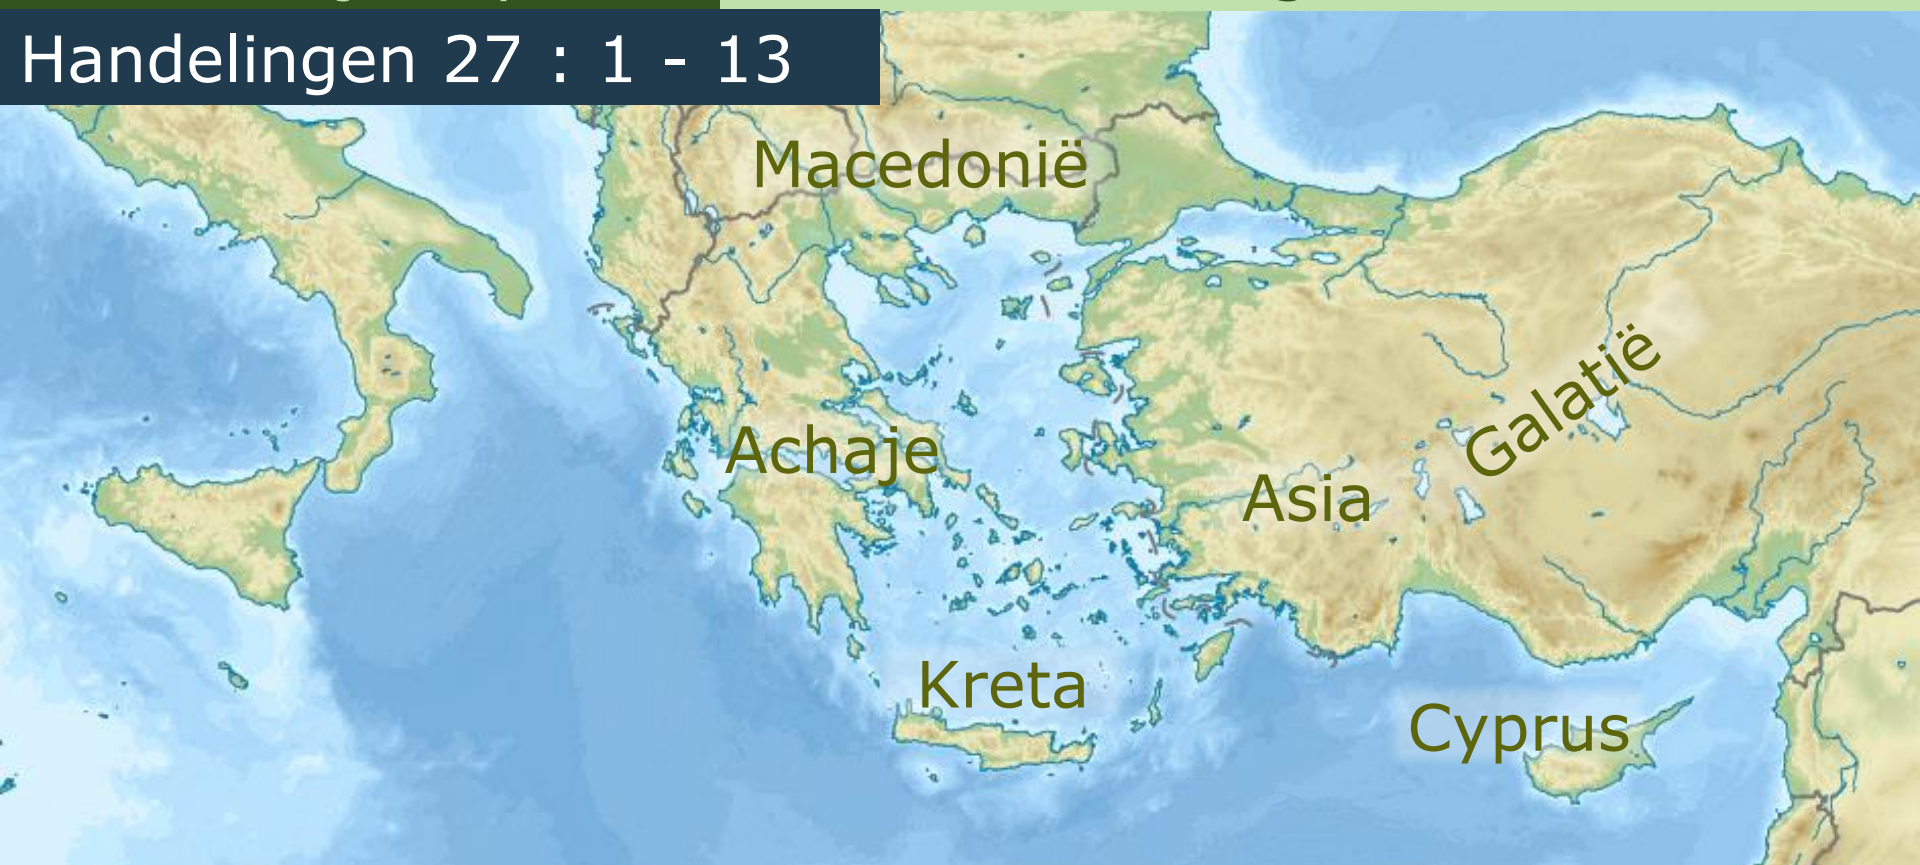 Handelingen 27 : 1 - 13
Macedonië
Galatië
Achaje
Asia
Kreta
Cyprus